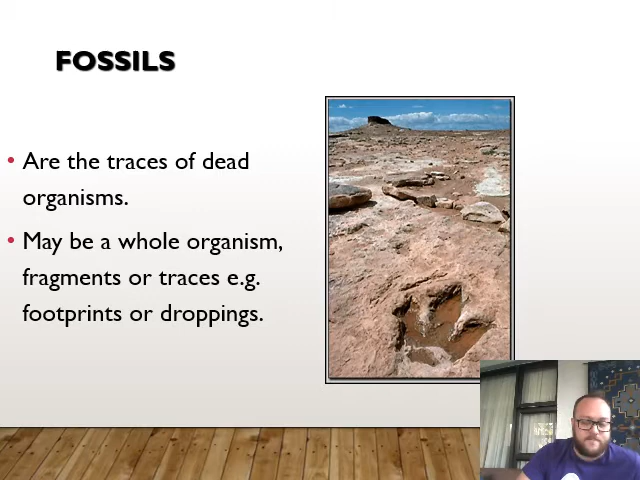 FOSSILS
• Are the traces of dead
organisms.
• May be a whole organism,
fragments or traces e.g.
footprints or droppings.